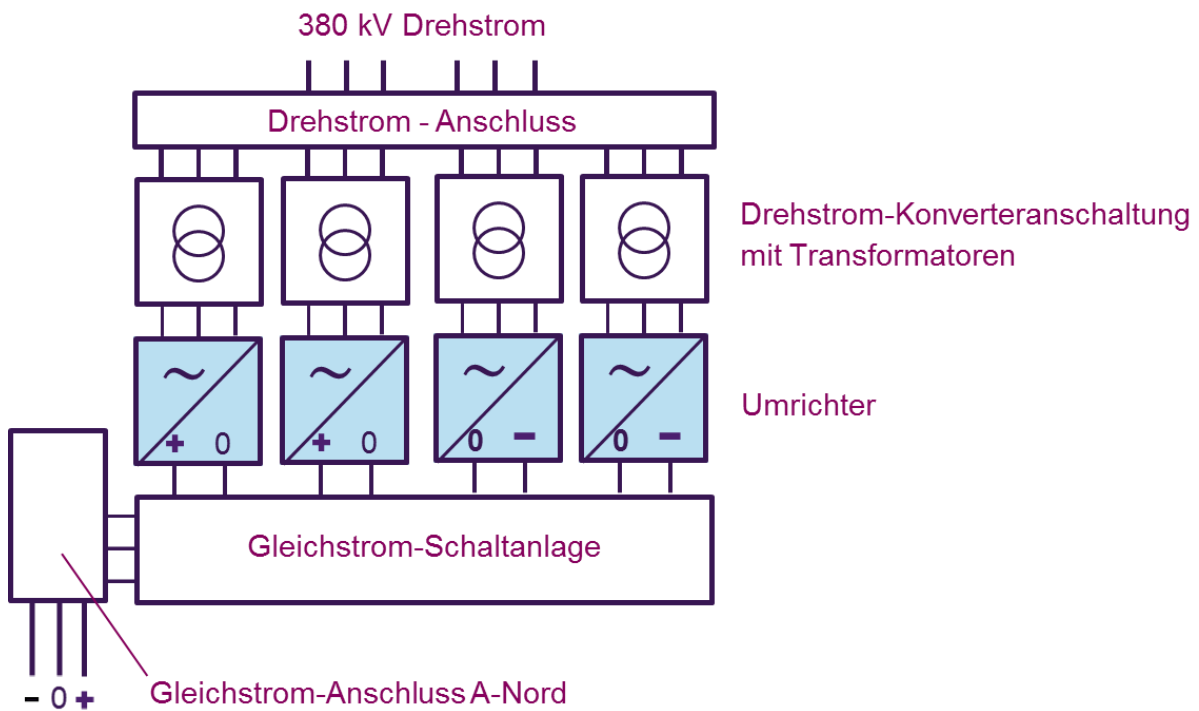 380 kV Drehstrom
Drehstrom - Anschluss
Drehstrom-Konverteranschaltung
mit Transformatoren
~ ~ ~ ~
Umrichter
+ 0 + 0 0 - 0 -
Gleichstrom-Schaltanlage
- 0 +
Gleichstrom-Anschluss A-Nord